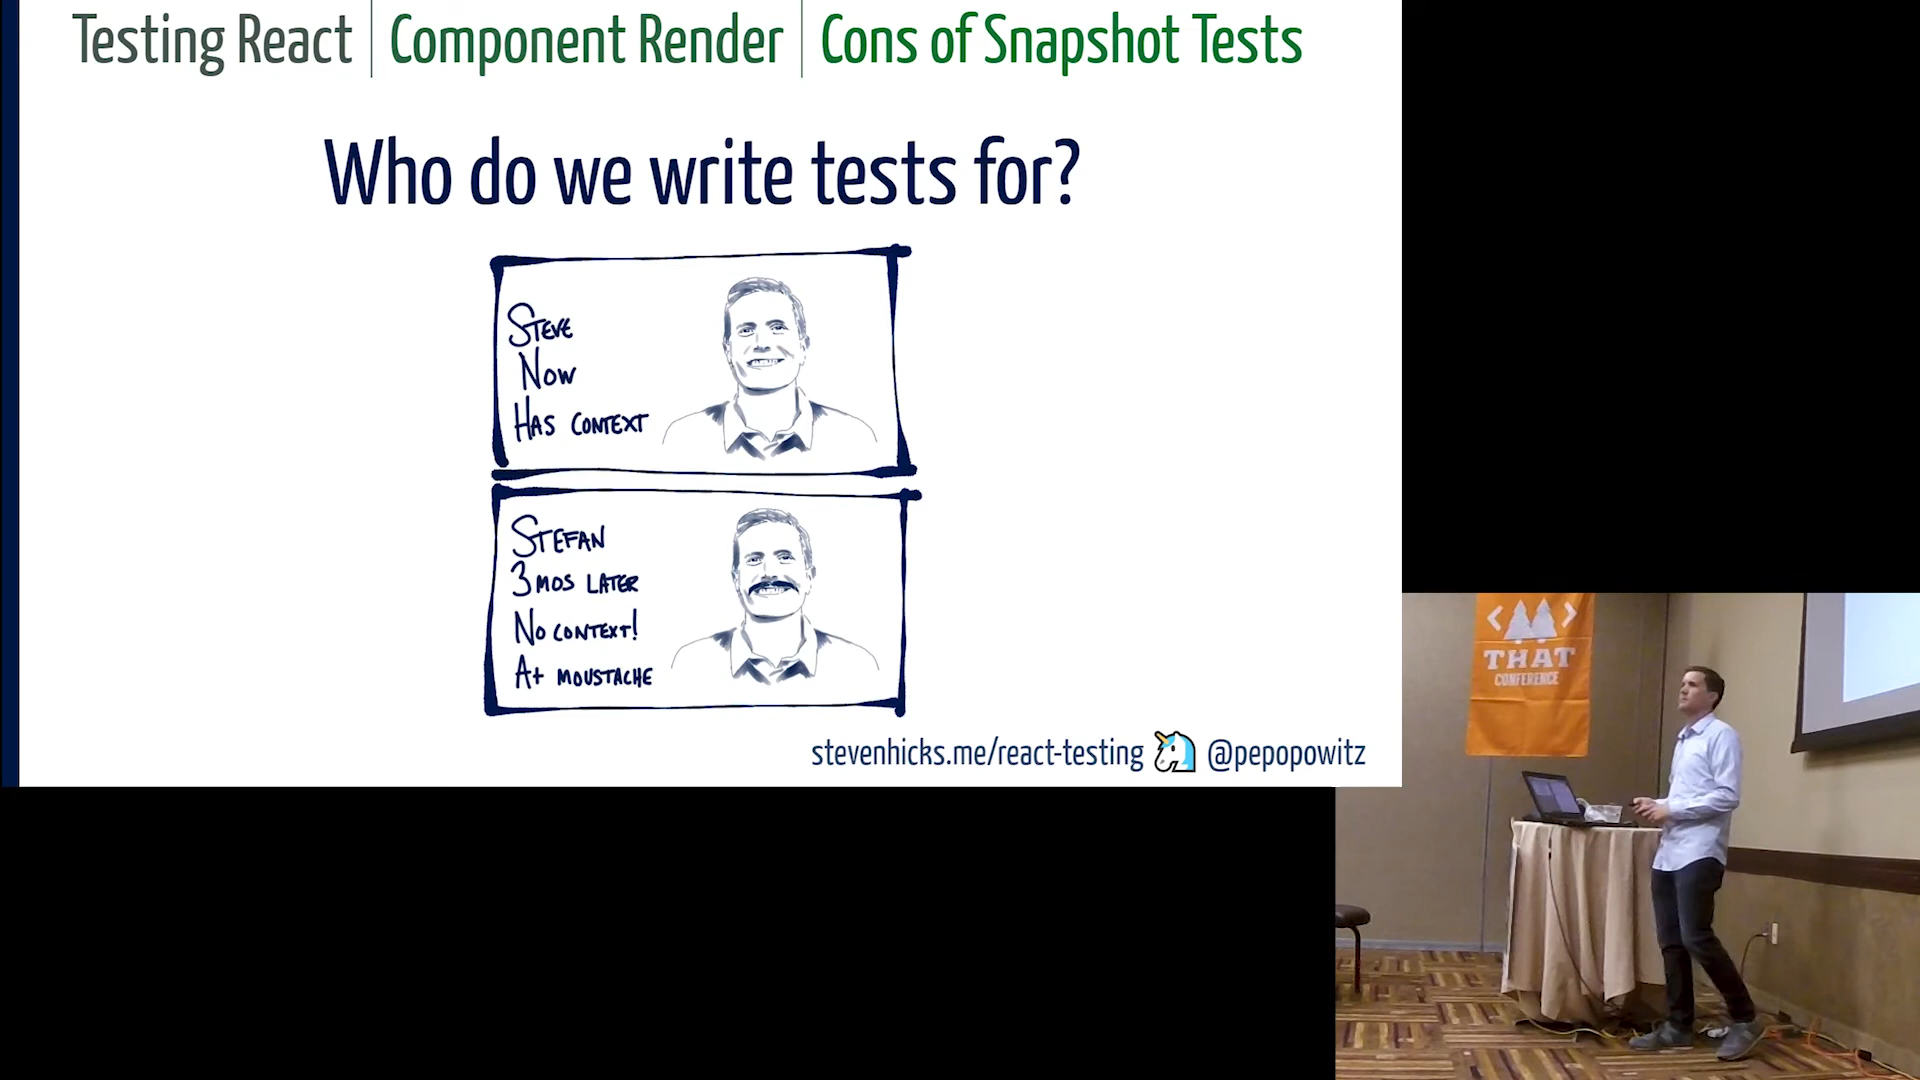 Testing React | Component Render | Cons of Snapshot Tests
Who do we write tests for?
STEVE
NOW
HAS CONTEXT
STEFAN
3 MOS LATER
NO CONTEXT!
A+ MOUSTACHE
stevenhicks.me/react-testing @pepopowitz
< >
THAT
CONFERENCE